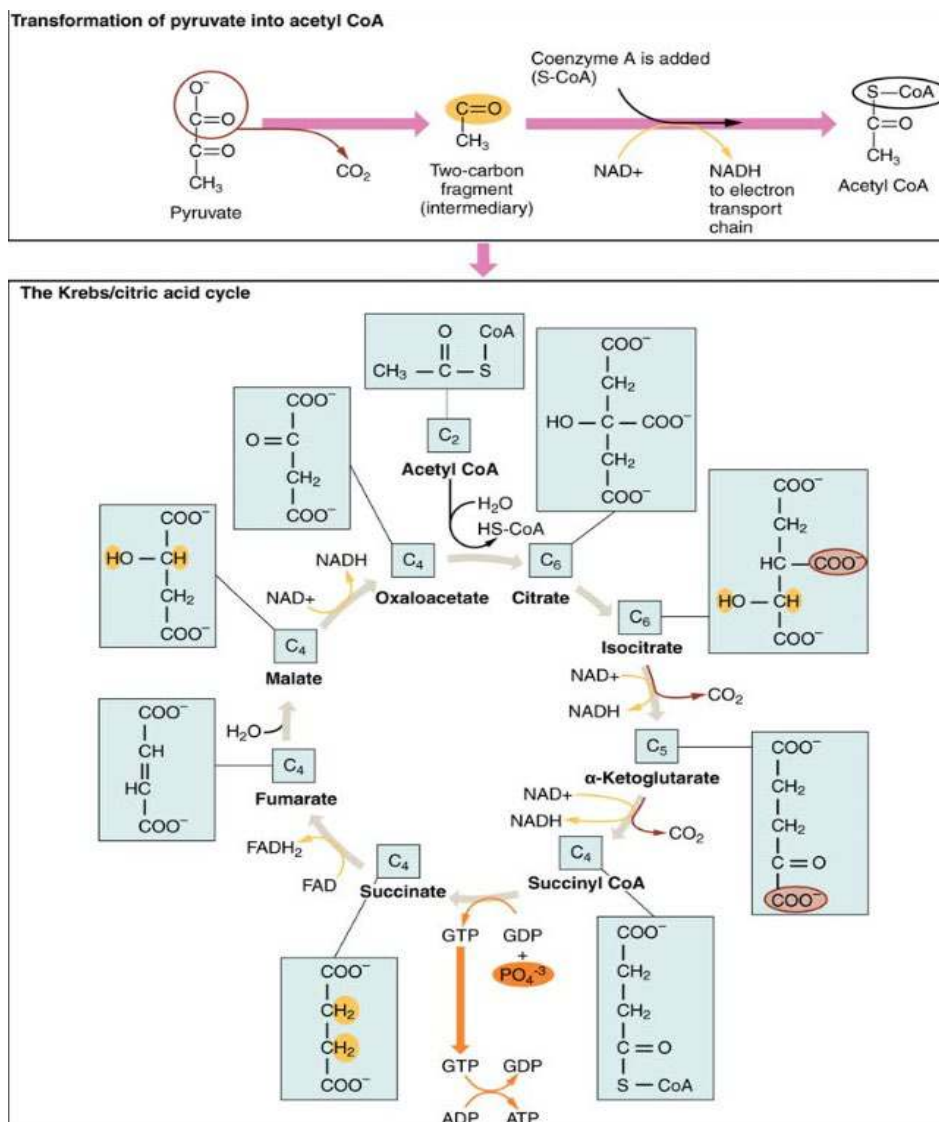 Transformation of pyruvate into acetyl CoA
Coenzyme A is added
(S-CoA)
O⁻
C=O
C=O
CH₃
Pyruvate
CO₂
C=O
CH₃
Two-carbon
fragment
(intermediary)
NAD+
NADH
to electron
transport
chain
S—CoA
C=O
CH₃
Acetyl CoA
The Krebs/citric acid cycle
O CoA
CH₃ — C — S
C₂
Acetyl CoA
H₂O
HS-CoA
COO⁻
O=C
CH₂
COO⁻
C₄
Oxaloacetate
COO⁻
CH₂
HO — C — COO⁻
CH₂
COO⁻
C₆
Citrate
COO⁻
CH₂
HC — COO⁻
HO — CH
COO⁻
C₆
Isocitrate
NAD+
NADH
CO₂
COO⁻
CH₂
CH₂
C=O
COO⁻
C₅
α-Ketoglutarate
NAD+
NADH
CO₂
C₄
Succinyl CoA
COO⁻
CH₂
CH₂
C=O
S — CoA
GTP GDP
+
PO₄⁻³
GTP GDP
ADP ATP
C₄
Succinate
COO⁻
CH₂
CH₂
COO⁻
FADH₂
FAD
C₄
Fumarate
COO⁻
CH
HC
COO⁻
H₂O
C₄
Malate
COO⁻
HO — CH
CH₂
COO⁻
NAD+
NADH